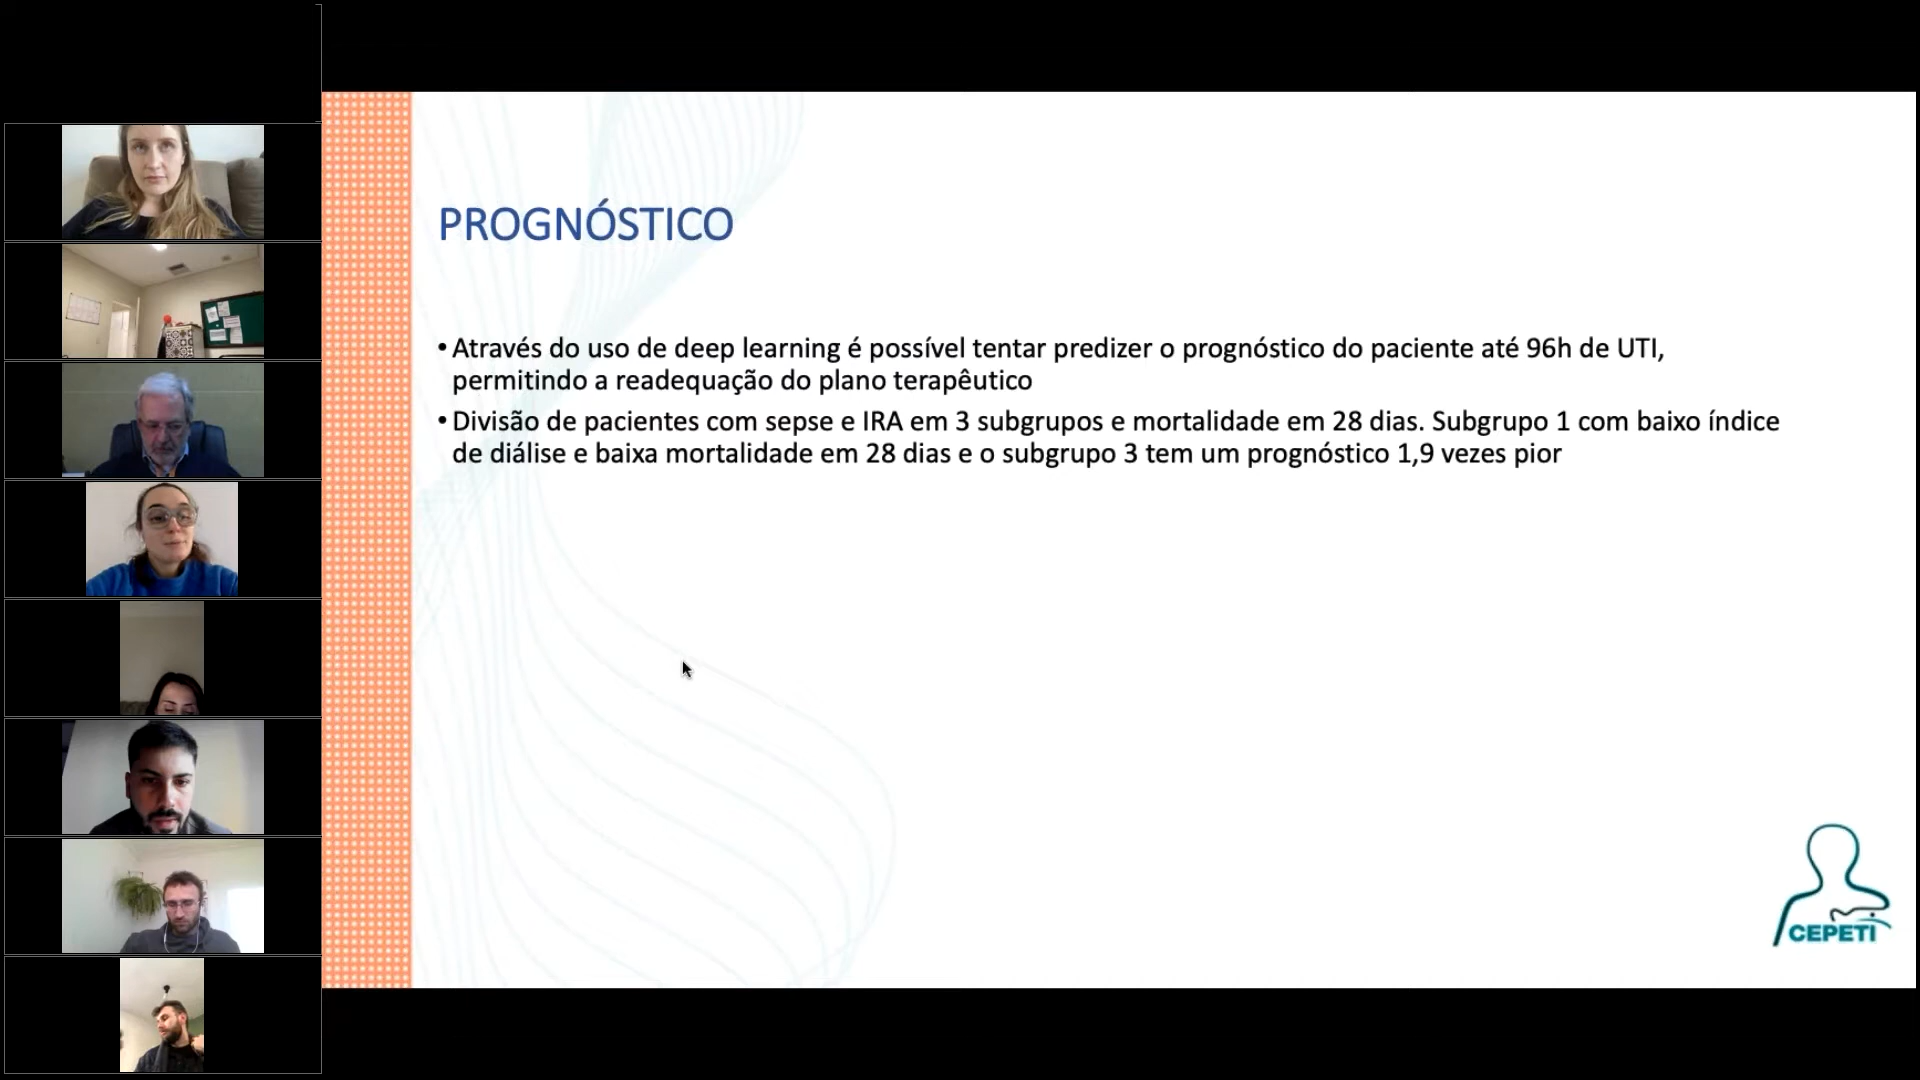 PROGNÓSTICO
• Através do uso de deep learning é possível tentar predizer o prognóstico do paciente até 96h de UTI,
permitindo a readequação do plano terapêutico
• Divisão de pacientes com sepse e IRA em 3 subgrupos e mortalidade em 28 dias. Subgrupo 1 com baixo índice
de diálise e baixa mortalidade em 28 dias e o subgrupo 3 tem um prognóstico 1,9 vezes pior
CEPETI